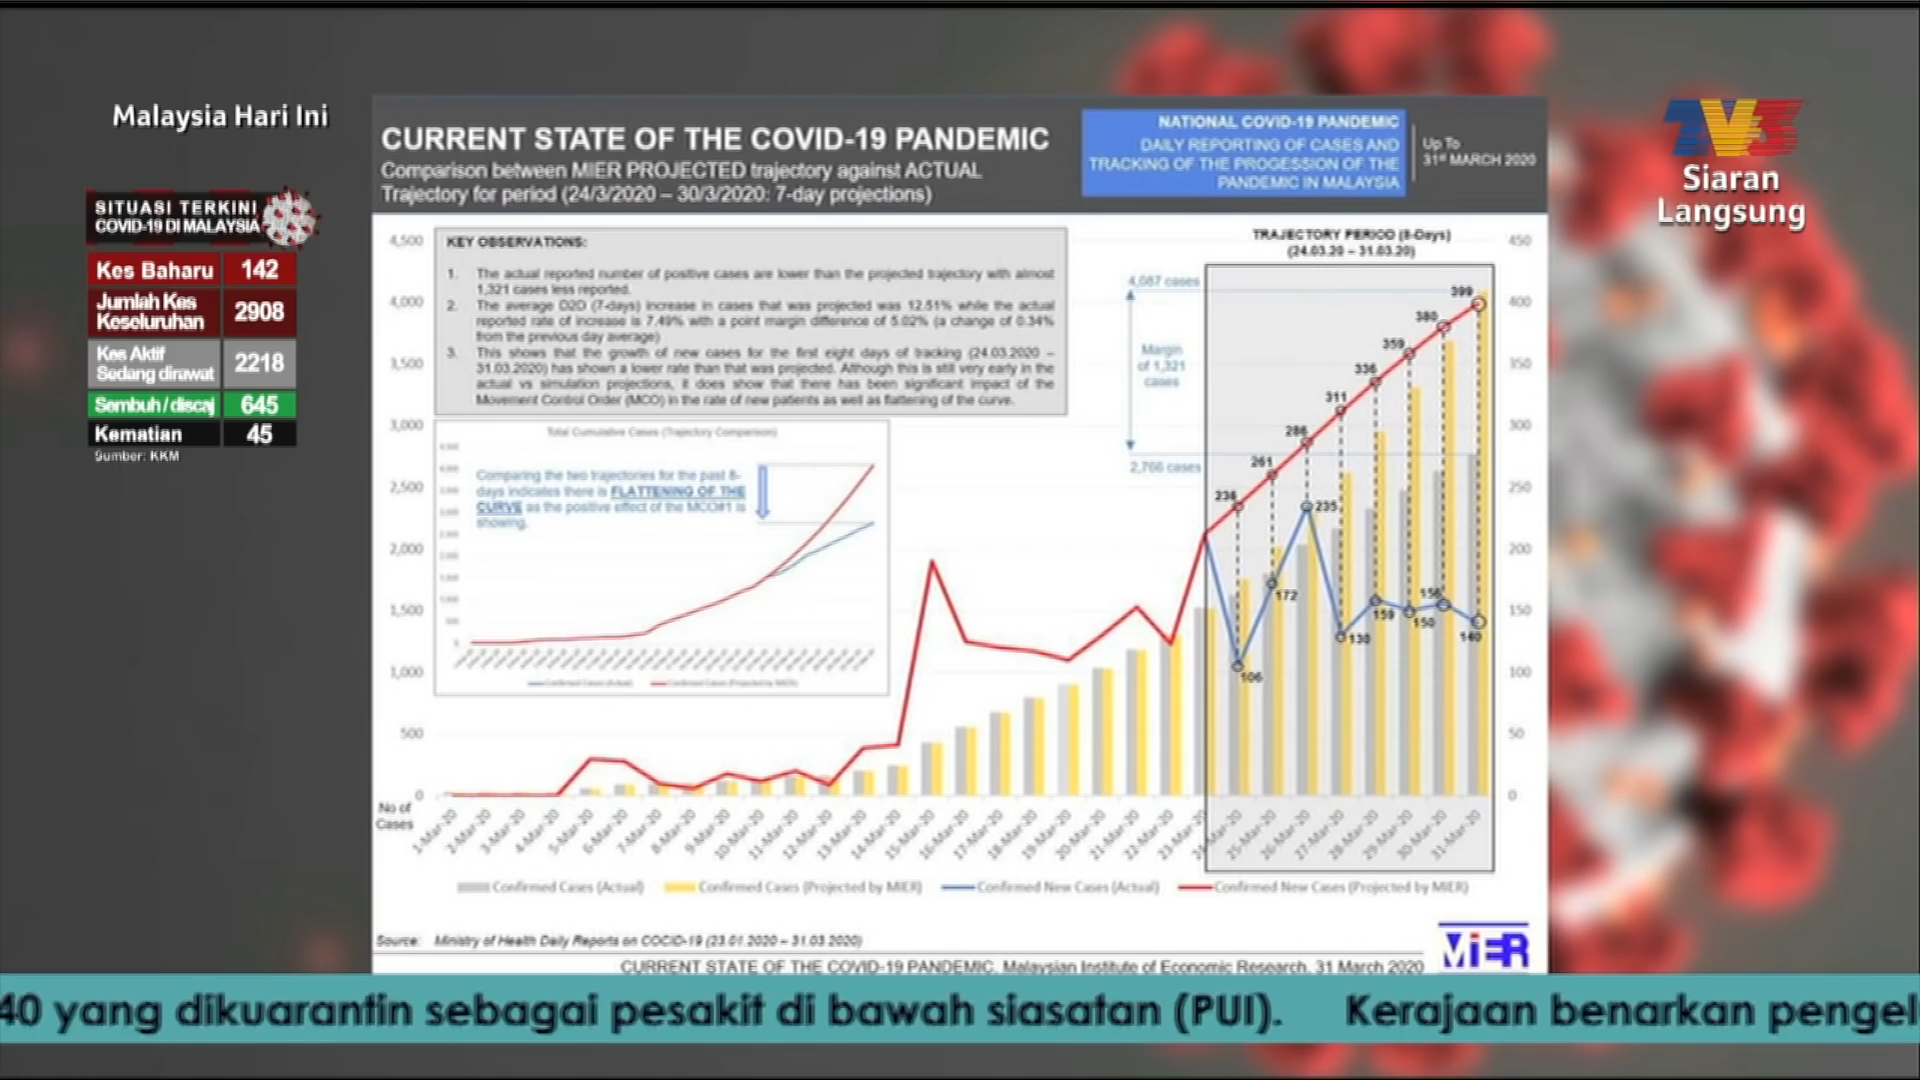 Malaysia Hari Ini
SITUASI TERKINI
COVID-19 DI MALAYSIA
Kes Baharu 142
Jumlah Kes
Keseluruhan 2908
Kes Aktif
Sedang dirawat 2218
Sembuh / discaj 645
Kematian 45
Sumber: KKM
TV3
Siaran
Langsung
CURRENT STATE OF THE COVID-19 PANDEMIC
Comparison between MIER PROJECTED trajectory against ACTUAL
Trajectory for period (24/3/2020 – 30/3/2020: 7-day projections)
NATIONAL COVID-19 PANDEMIC
DAILY REPORTING OF CASES AND
TRACKING OF THE PROGESSION OF THE
PANDEMIC IN MALAYSIA
Up To
31st MARCH 2020
KEY OBSERVATIONS:
1. The actual reported number of positive cases are lower than the projected trajectory with almost
1,321 cases less reported.
2. The average D2D (7-days) increase in cases that was projected was 12.51% while the actual
reported rate of increase is 7.49% with a point margin difference of 5.02% (a change of 0.34%
from the previous day average)
3. This shows that the growth of new cases for the first eight days of tracking (24.03.2020 –
31.03.2020) has shown a lower rate than that was projected. Although this is still very early in the
actual vs simulation projections, it does show that there has been significant impact of the
Movement Control Order (MCO) in the rate of new patients as well as flattening of the curve.
Total Cumulative Cases (Trajectory Comparison)
Comparing the two trajectories for the past 8-
days indicates there is FLATTENING OF THE
CURVE as the positive effect of the MCO#1 is
showing.
Confirmed Cases (Actual) Confirmed Cases (Projected by MIER)
TRAJECTORY PERIOD (8-Days)
(24.03.20 – 31.03.20)
4,087 cases
Margin
of 1,321
cases
2,766 cases
4,500
4,000
3,500
3,000
2,500
2,000
1,500
1,000
500
0
450
400
350
300
250
200
150
100
50
0
236
261
286
311
336
359
380
399
106
172
235
130
159
150
156
140
No of
Cases
1-Mar-20
2-Mar-20
3-Mar-20
4-Mar-20
5-Mar-20
6-Mar-20
7-Mar-20
8-Mar-20
9-Mar-20
10-Mar-20
11-Mar-20
12-Mar-20
13-Mar-20
14-Mar-20
15-Mar-20
16-Mar-20
17-Mar-20
18-Mar-20
19-Mar-20
20-Mar-20
21-Mar-20
22-Mar-20
23-Mar-20
24-Mar-20
25-Mar-20
26-Mar-20
27-Mar-20
28-Mar-20
29-Mar-20
30-Mar-20
31-Mar-20
Confirmed Cases (Actual) Confirmed Cases (Projected by MIER) Confirmed New Cases (Actual) Confirmed New Cases (Projected by MIER)
Source: Ministry of Health Daily Reports on COCID-19 (23.01.2020 – 31.03.2020)
CURRENT STATE OF THE COVID-19 PANDEMIC, Malaysian Institute of Economic Research, 31 March 2020
MiER
40 yang dikuarantin sebagai pesakit di bawah siasatan (PUI). Kerajaan benarkan pengel